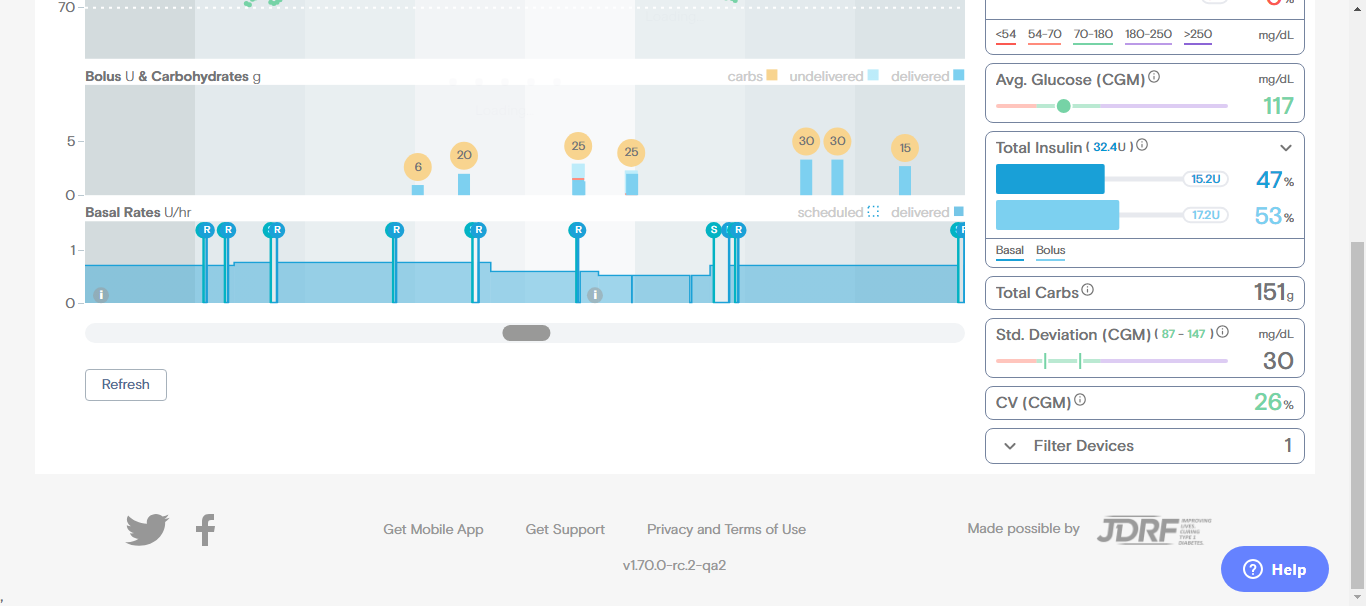 70
Bolus U & Carbohydrates g
carbs undelivered delivered
5
0
6
20
25
25
30
30
15
Basal Rates U/hr
scheduled delivered
1
0
R R R R R R S R
i i
Refresh
%
<54 54-70 70-180 180-250 >250 mg/dL
Avg. Glucose (CGM) mg/dL
117
Total Insulin ( 32.4U )
15.2U 47%
17.2U 53%
Basal Bolus
Total Carbs 151g
Std. Deviation (CGM) ( 87 - 147 ) mg/dL
30
CV (CGM) 26%
Filter Devices 1
Get Mobile App Get Support Privacy and Terms of Use
Made possible by JDRF IMPROVING LIVES. CURING TYPE 1 DIABETES.
v1.70.0-rc.2-qa2
? Help